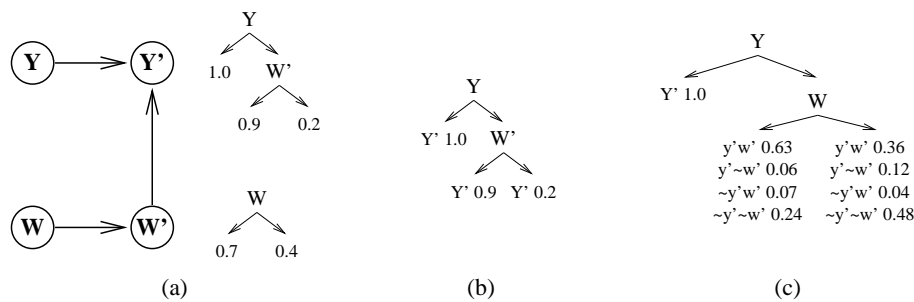 Y
Y'
Y
1.0
W'
0.9
0.2
W
W'
W
0.7
0.4
(a)
Y
Y' 1.0
W'
Y' 0.9
Y' 0.2
(b)
Y
Y' 1.0
W
y'w' 0.63
y'~w' 0.06
~y'w' 0.07
~y'~w' 0.24
y'w' 0.36
y'~w' 0.12
~y'w' 0.04
~y'~w' 0.48
(c)